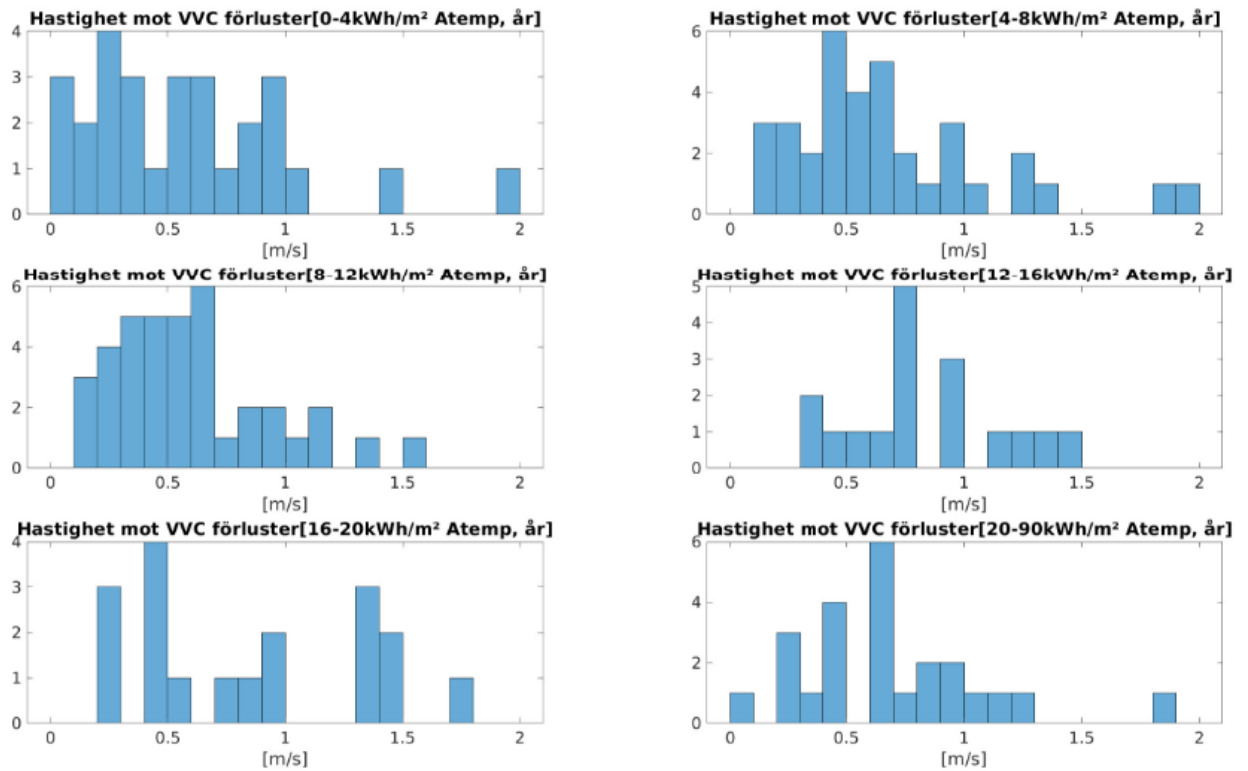 Hastighet mot VVC förluster[0-4kWh/m² Atemp, år]
4
3
2
1
0
0 0.5 1 1.5 2
[m/s]
Hastighet mot VVC förluster[4-8kWh/m² Atemp, år]
6
4
2
0
0 0.5 1 1.5 2
[m/s]
Hastighet mot VVC förluster[8-12kWh/m² Atemp, år]
6
4
2
0
0 0.5 1 1.5 2
[m/s]
Hastighet mot VVC förluster[12-16kWh/m² Atemp, år]
5
4
3
2
1
0
0 0.5 1 1.5 2
[m/s]
Hastighet mot VVC förluster[16-20kWh/m² Atemp, år]
4
3
2
1
0
0 0.5 1 1.5 2
[m/s]
Hastighet mot VVC förluster[20-90kWh/m² Atemp, år]
6
4
2
0
0 0.5 1 1.5 2
[m/s]